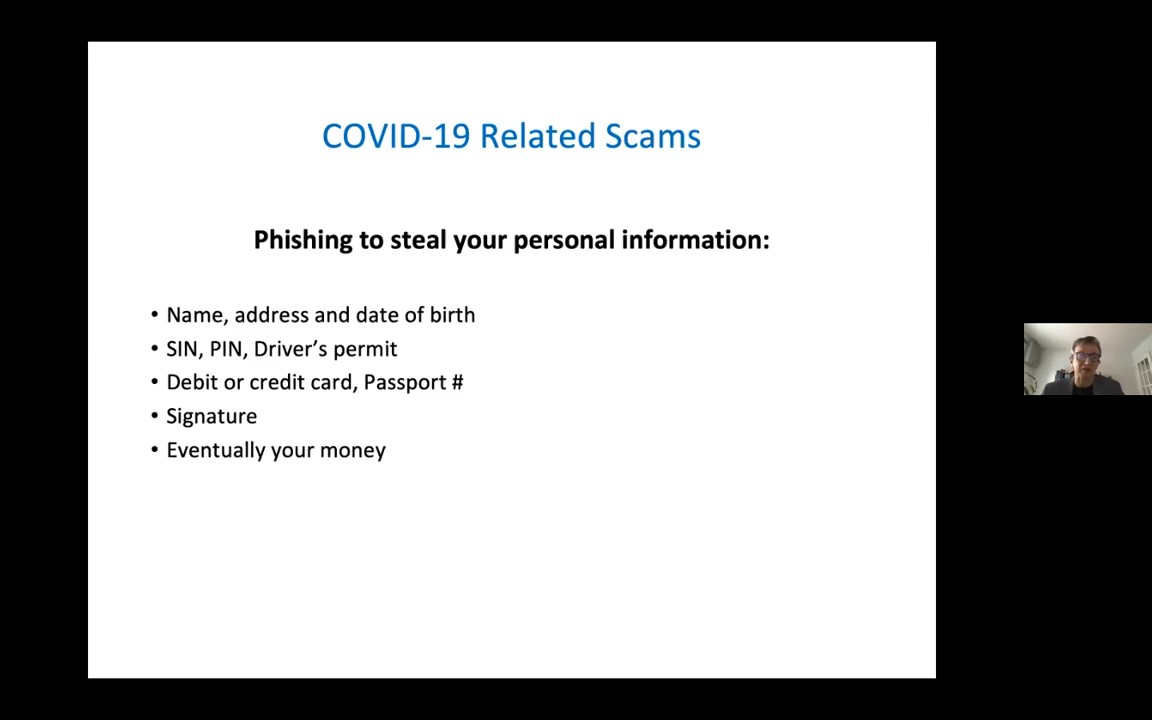 COVID-19 Related Scams
Phishing to steal your personal information:
• Name, address and date of birth
• SIN, PIN, Driver’s permit
• Debit or credit card, Passport #
• Signature
• Eventually your money